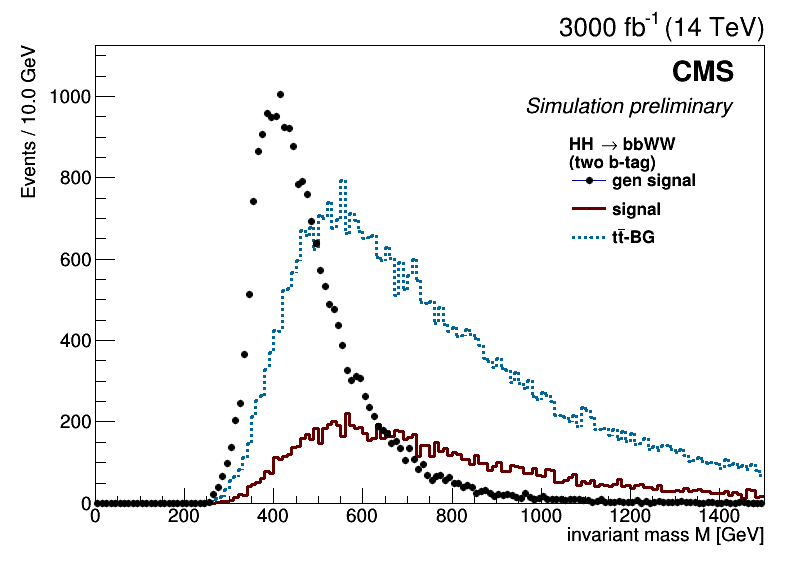 3000 fb⁻¹ (14 TeV)
CMS
Simulation preliminary
HH → bbWW
(two b-tag)
gen signal
signal
tt̄-BG
Events / 10.0 GeV
1000
800
600
400
200
0
0 200 400 600 800 1000 1200 1400
invariant mass M [GeV]